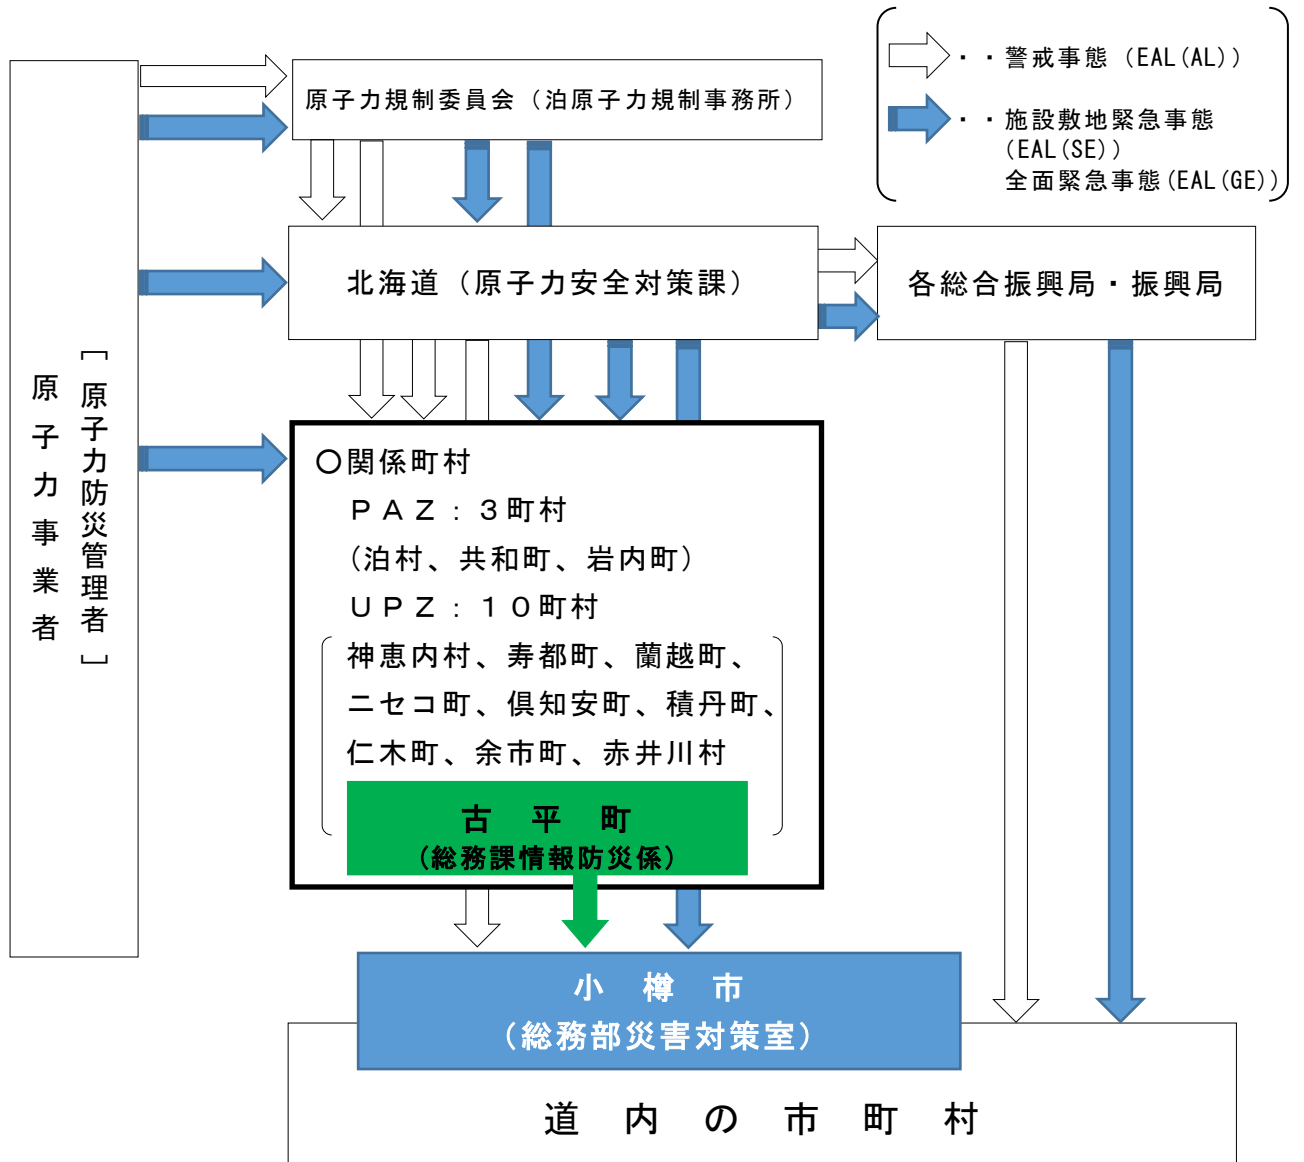 ・・警戒事態（EAL(AL)）
・・施設敷地緊急事態
(EAL(SE))
全面緊急事態(EAL(GE))
原子力規制委員会（泊原子力規制事務所）
北海道（原子力安全対策課）
各総合振興局・振興局
原子力事業者
［原子力防災管理者］
〇関係町村
ＰＡＺ：３町村
(泊村、共和町、岩内町)
ＵＰＺ：１０町村
神恵内村、寿都町、蘭越町、
ニセコ町、倶知安町、積丹町、
仁木町、余市町、赤井川村
古平町
（総務課情報防災係）
小樽市
（総務部災害対策室）
道内の市町村